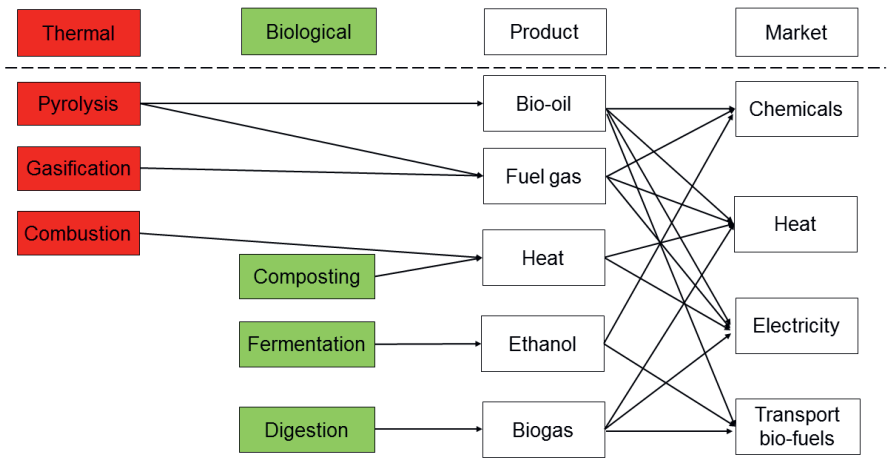 Thermal
Biological
Product
Market
Pyrolysis
Bio-oil
Chemicals
Gasification
Fuel gas
Combustion
Heat
Heat
Composting
Fermentation
Ethanol
Electricity
Digestion
Biogas
Transport
bio-fuels